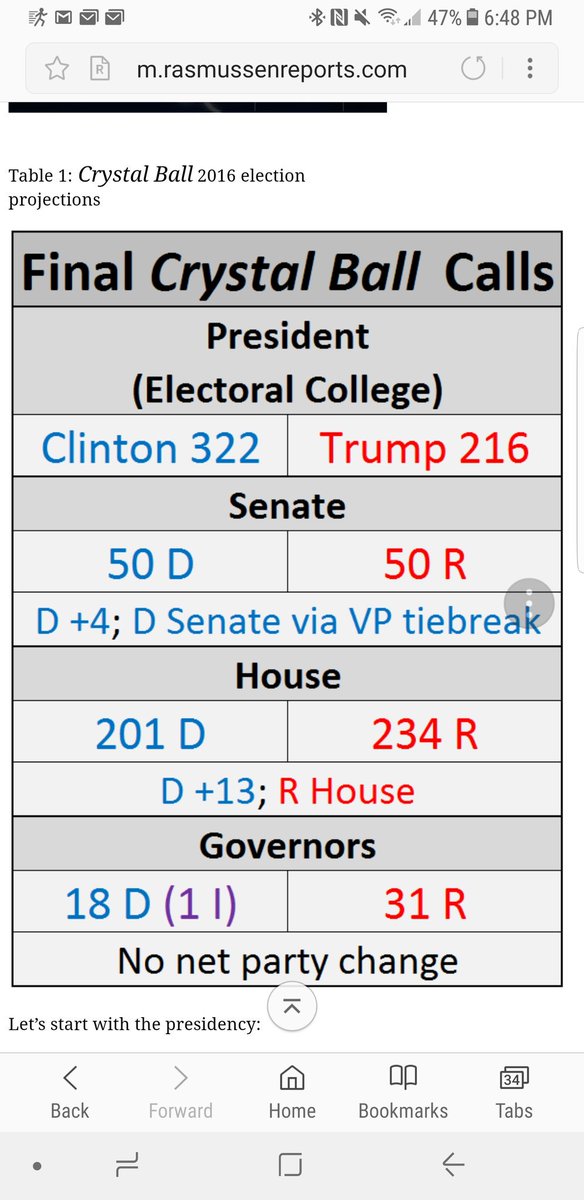 47% 6:48 PM
R m.rasmussenreports.com
Table 1: Crystal Ball 2016 election
projections
Final Crystal Ball Calls
President
(Electoral College)
Clinton 322 Trump 216
Senate
50 D 50 R
D +4; D Senate via VP tiebreak
House
201 D 234 R
D +13; R House
Governors
18 D (1 I) 31 R
No net party change
Let’s start with the presidency:
34
Back Forward Home Bookmarks Tabs